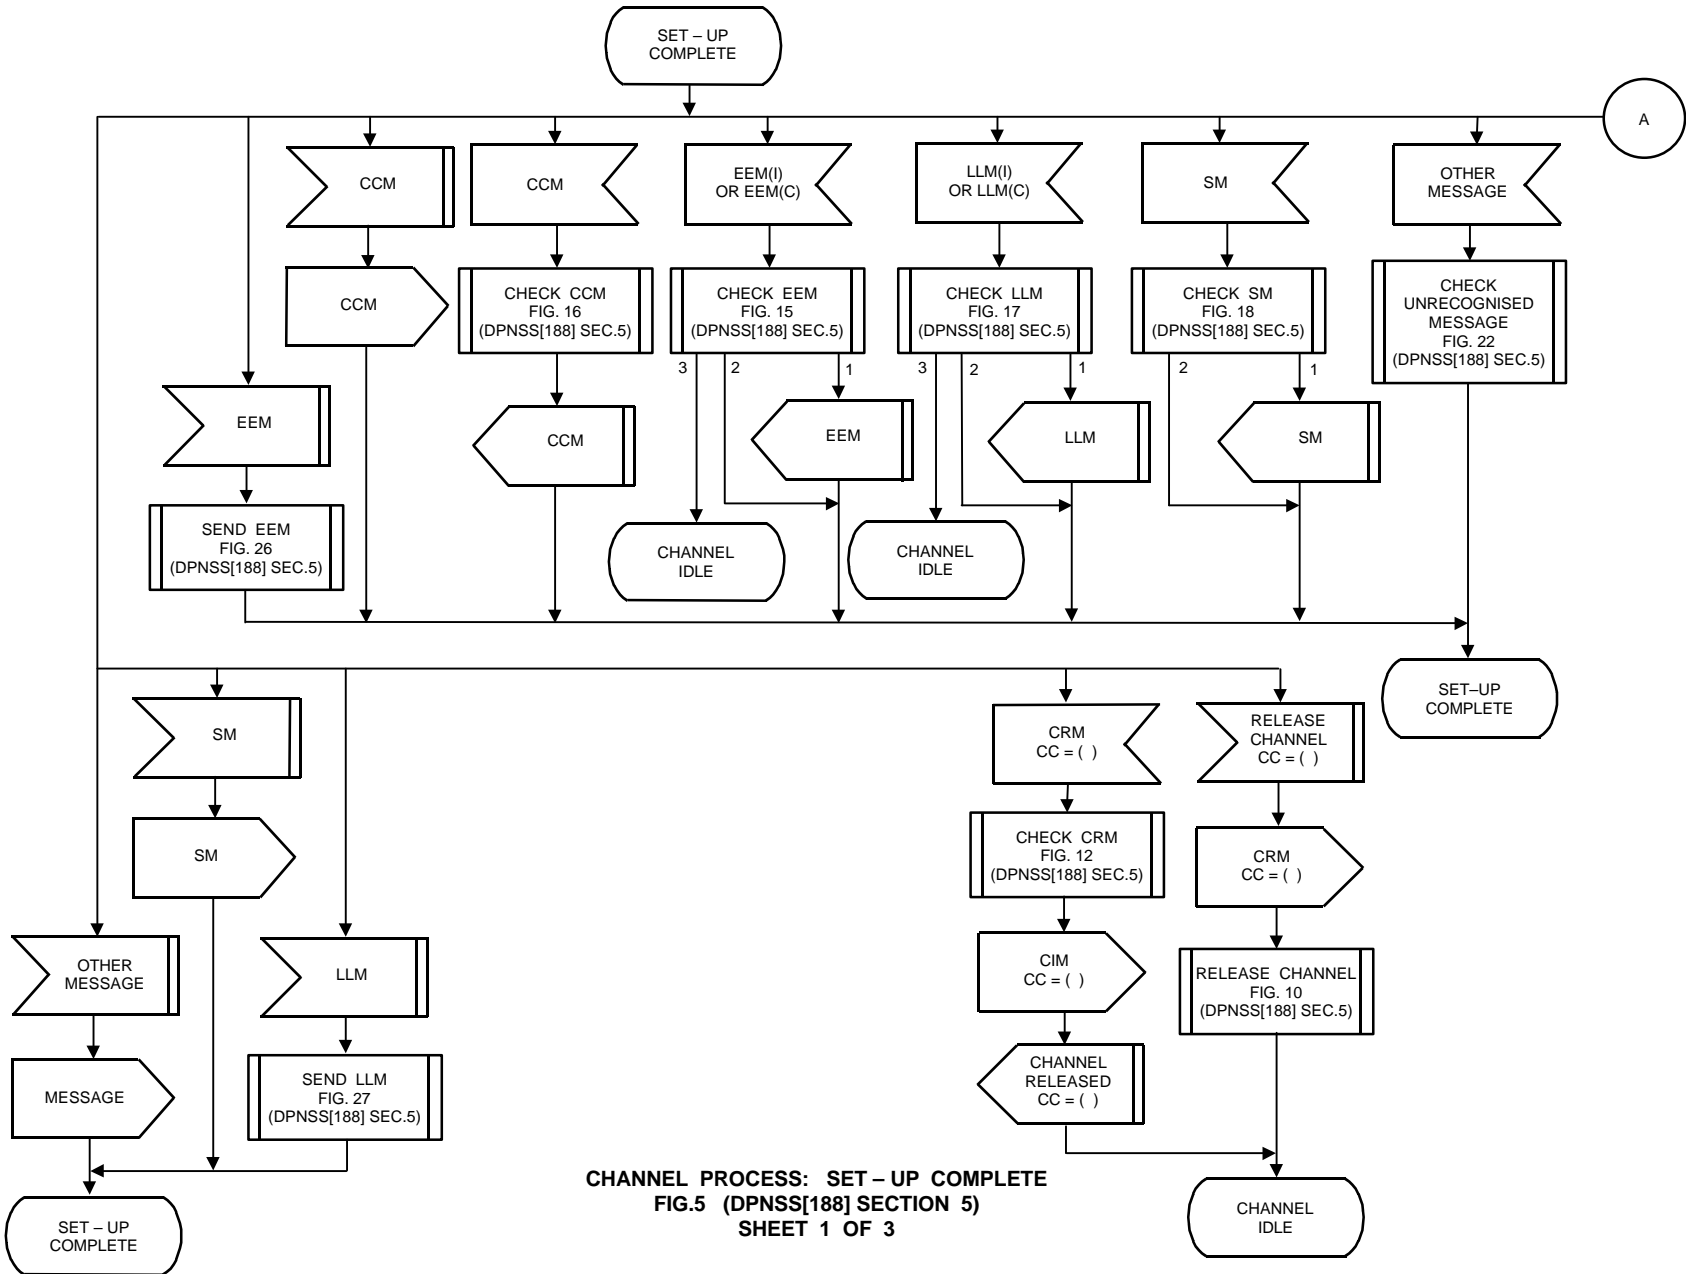 SET – UP
COMPLETE
A
CCM
CCM
EEM(I)
OR EEM(C)
LLM(I)
OR LLM(C)
SM
OTHER
MESSAGE
CCM
CHECK CCM
FIG. 16
(DPNSS[188] SEC.5)
CHECK EEM
FIG. 15
(DPNSS[188] SEC.5)
CHECK LLM
FIG. 17
(DPNSS[188] SEC.5)
CHECK SM
FIG. 18
(DPNSS[188] SEC.5)
CHECK
UNRECOGNISED
MESSAGE
FIG. 22
(DPNSS[188] SEC.5)
3
2
1
3
2
1
2
1
EEM
CCM
EEM
LLM
SM
SEND EEM
FIG. 26
(DPNSS[188] SEC.5)
CHANNEL
IDLE
CHANNEL
IDLE
SET–UP
COMPLETE
SM
CRM
CC = ( )
RELEASE
CHANNEL
CC = ( )
SM
CHECK CRM
FIG. 12
(DPNSS[188] SEC.5)
CRM
CC = ( )
OTHER
MESSAGE
LLM
CIM
CC = ( )
RELEASE CHANNEL
FIG. 10
(DPNSS[188] SEC.5)
MESSAGE
SEND LLM
FIG. 27
(DPNSS[188] SEC.5)
CHANNEL
RELEASED
CC = ( )
SET – UP
COMPLETE
CHANNEL PROCESS: SET – UP COMPLETE
FIG.5 (DPNSS[188] SECTION 5)
SHEET 1 OF 3
CHANNEL
IDLE